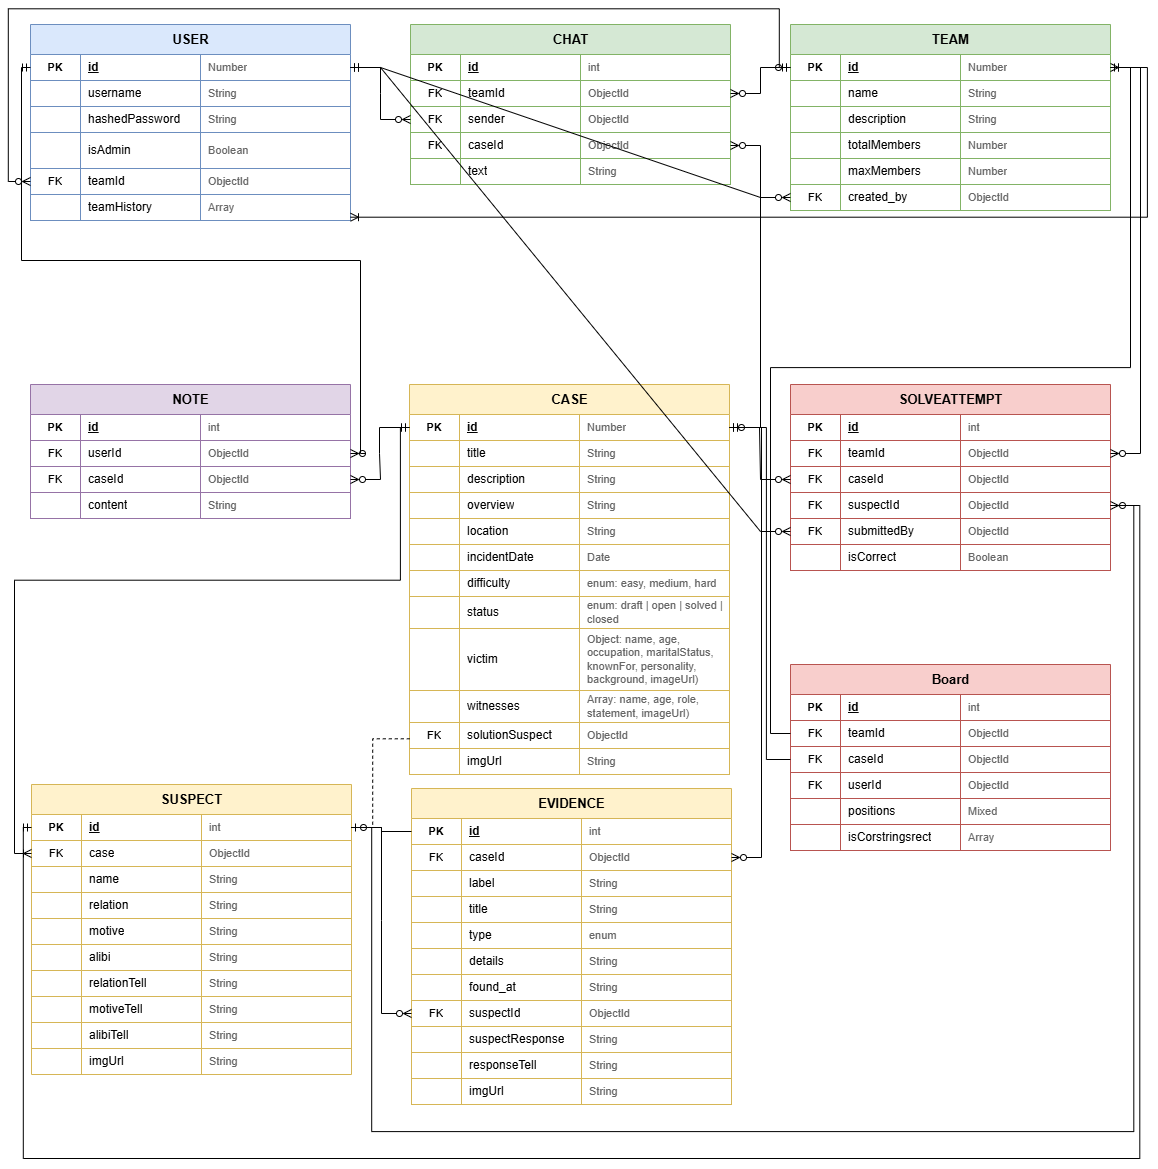 USER
PK id Number
username String
hashedPassword String
isAdmin Boolean
FK teamId ObjectId
teamHistory Array
CHAT
PK id int
FK teamId ObjectId
FK sender ObjectId
FK caseId ObjectId
text String
TEAM
PK id Number
name String
description String
totalMembers Number
maxMembers Number
FK created_by ObjectId
NOTE
PK id int
FK userId ObjectId
FK caseId ObjectId
content String
CASE
PK id Number
title String
description String
overview String
location String
incidentDate Date
difficulty enum: easy, medium, hard
status enum: draft | open | solved |
closed
victim Object: name, age,
occupation, maritalStatus,
knownFor, personality,
background, imageUrl)
witnesses Array: name, age, role,
statement, imageUrl)
FK solutionSuspect ObjectId
imgUrl String
SOLVEATTEMPT
PK id int
FK teamId ObjectId
FK caseId ObjectId
FK suspectId ObjectId
FK submittedBy ObjectId
isCorrect Boolean
Board
PK id int
FK teamId ObjectId
FK caseId ObjectId
FK userId ObjectId
positions Mixed
isCorstringsrect Array
SUSPECT
PK id int
FK case ObjectId
name String
relation String
motive String
alibi String
relationTell String
motiveTell String
alibiTell String
imgUrl String
EVIDENCE
PK id int
FK caseId ObjectId
label String
title String
type enum
details String
found_at String
FK suspectId ObjectId
suspectResponse String
responseTell String
imgUrl String